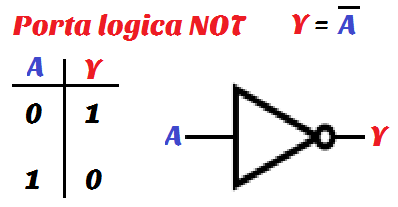 Porta logica NOT Y = A̅
A Y
0 1
1 0
A Y